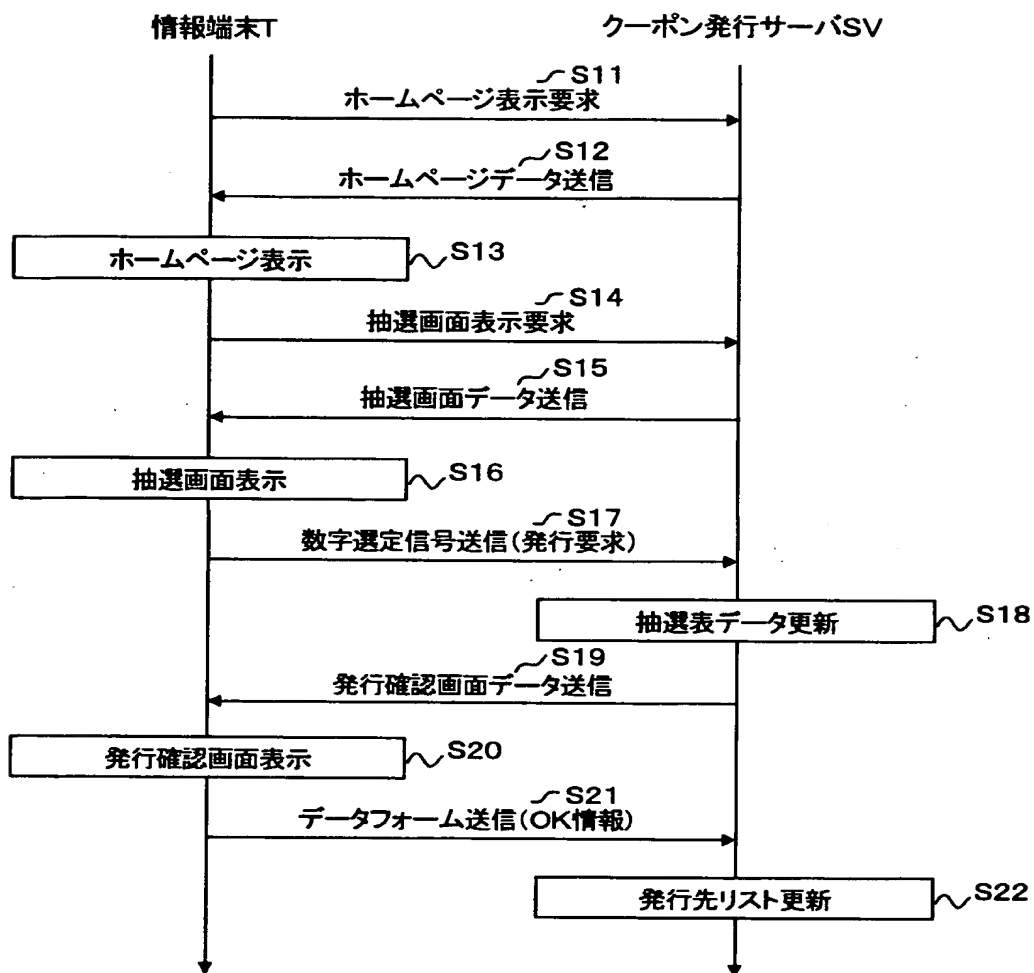 情報端末T
クーポン発行サーバSV
S11
ホームページ表示要求
S12
ホームページデータ送信
ホームページ表示
S13
S14
抽選画面表示要求
S15
抽選画面データ送信
抽選画面表示
S16
S17
数字選定信号送信(発行要求)
抽選表データ更新
S18
S19
発行確認画面データ送信
発行確認画面表示
S20
S21
データフォーム送信(OK情報)
発行先リスト更新
S22